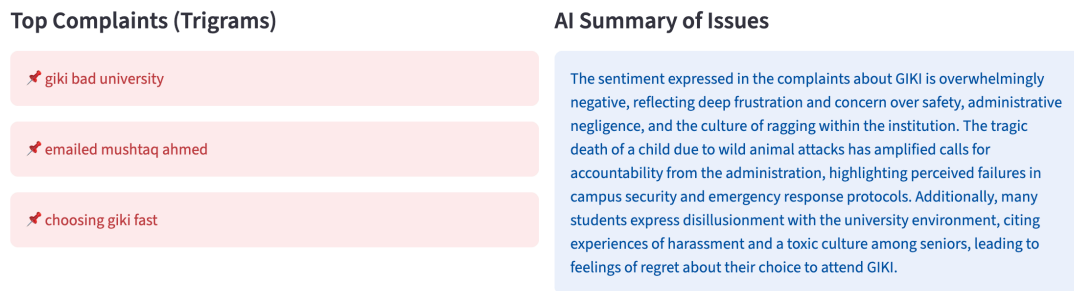 Top Complaints (Trigrams)
giki bad university
emailed mushtaq ahmed
choosing giki fast
AI Summary of Issues
The sentiment expressed in the complaints about GIKI is overwhelmingly
negative, reflecting deep frustration and concern over safety, administrative
negligence, and the culture of ragging within the institution. The tragic
death of a child due to wild animal attacks has amplified calls for
accountability from the administration, highlighting perceived failures in
campus security and emergency response protocols. Additionally, many
students express disillusionment with the university environment, citing
experiences of harassment and a toxic culture among seniors, leading to
feelings of regret about their choice to attend GIKI.